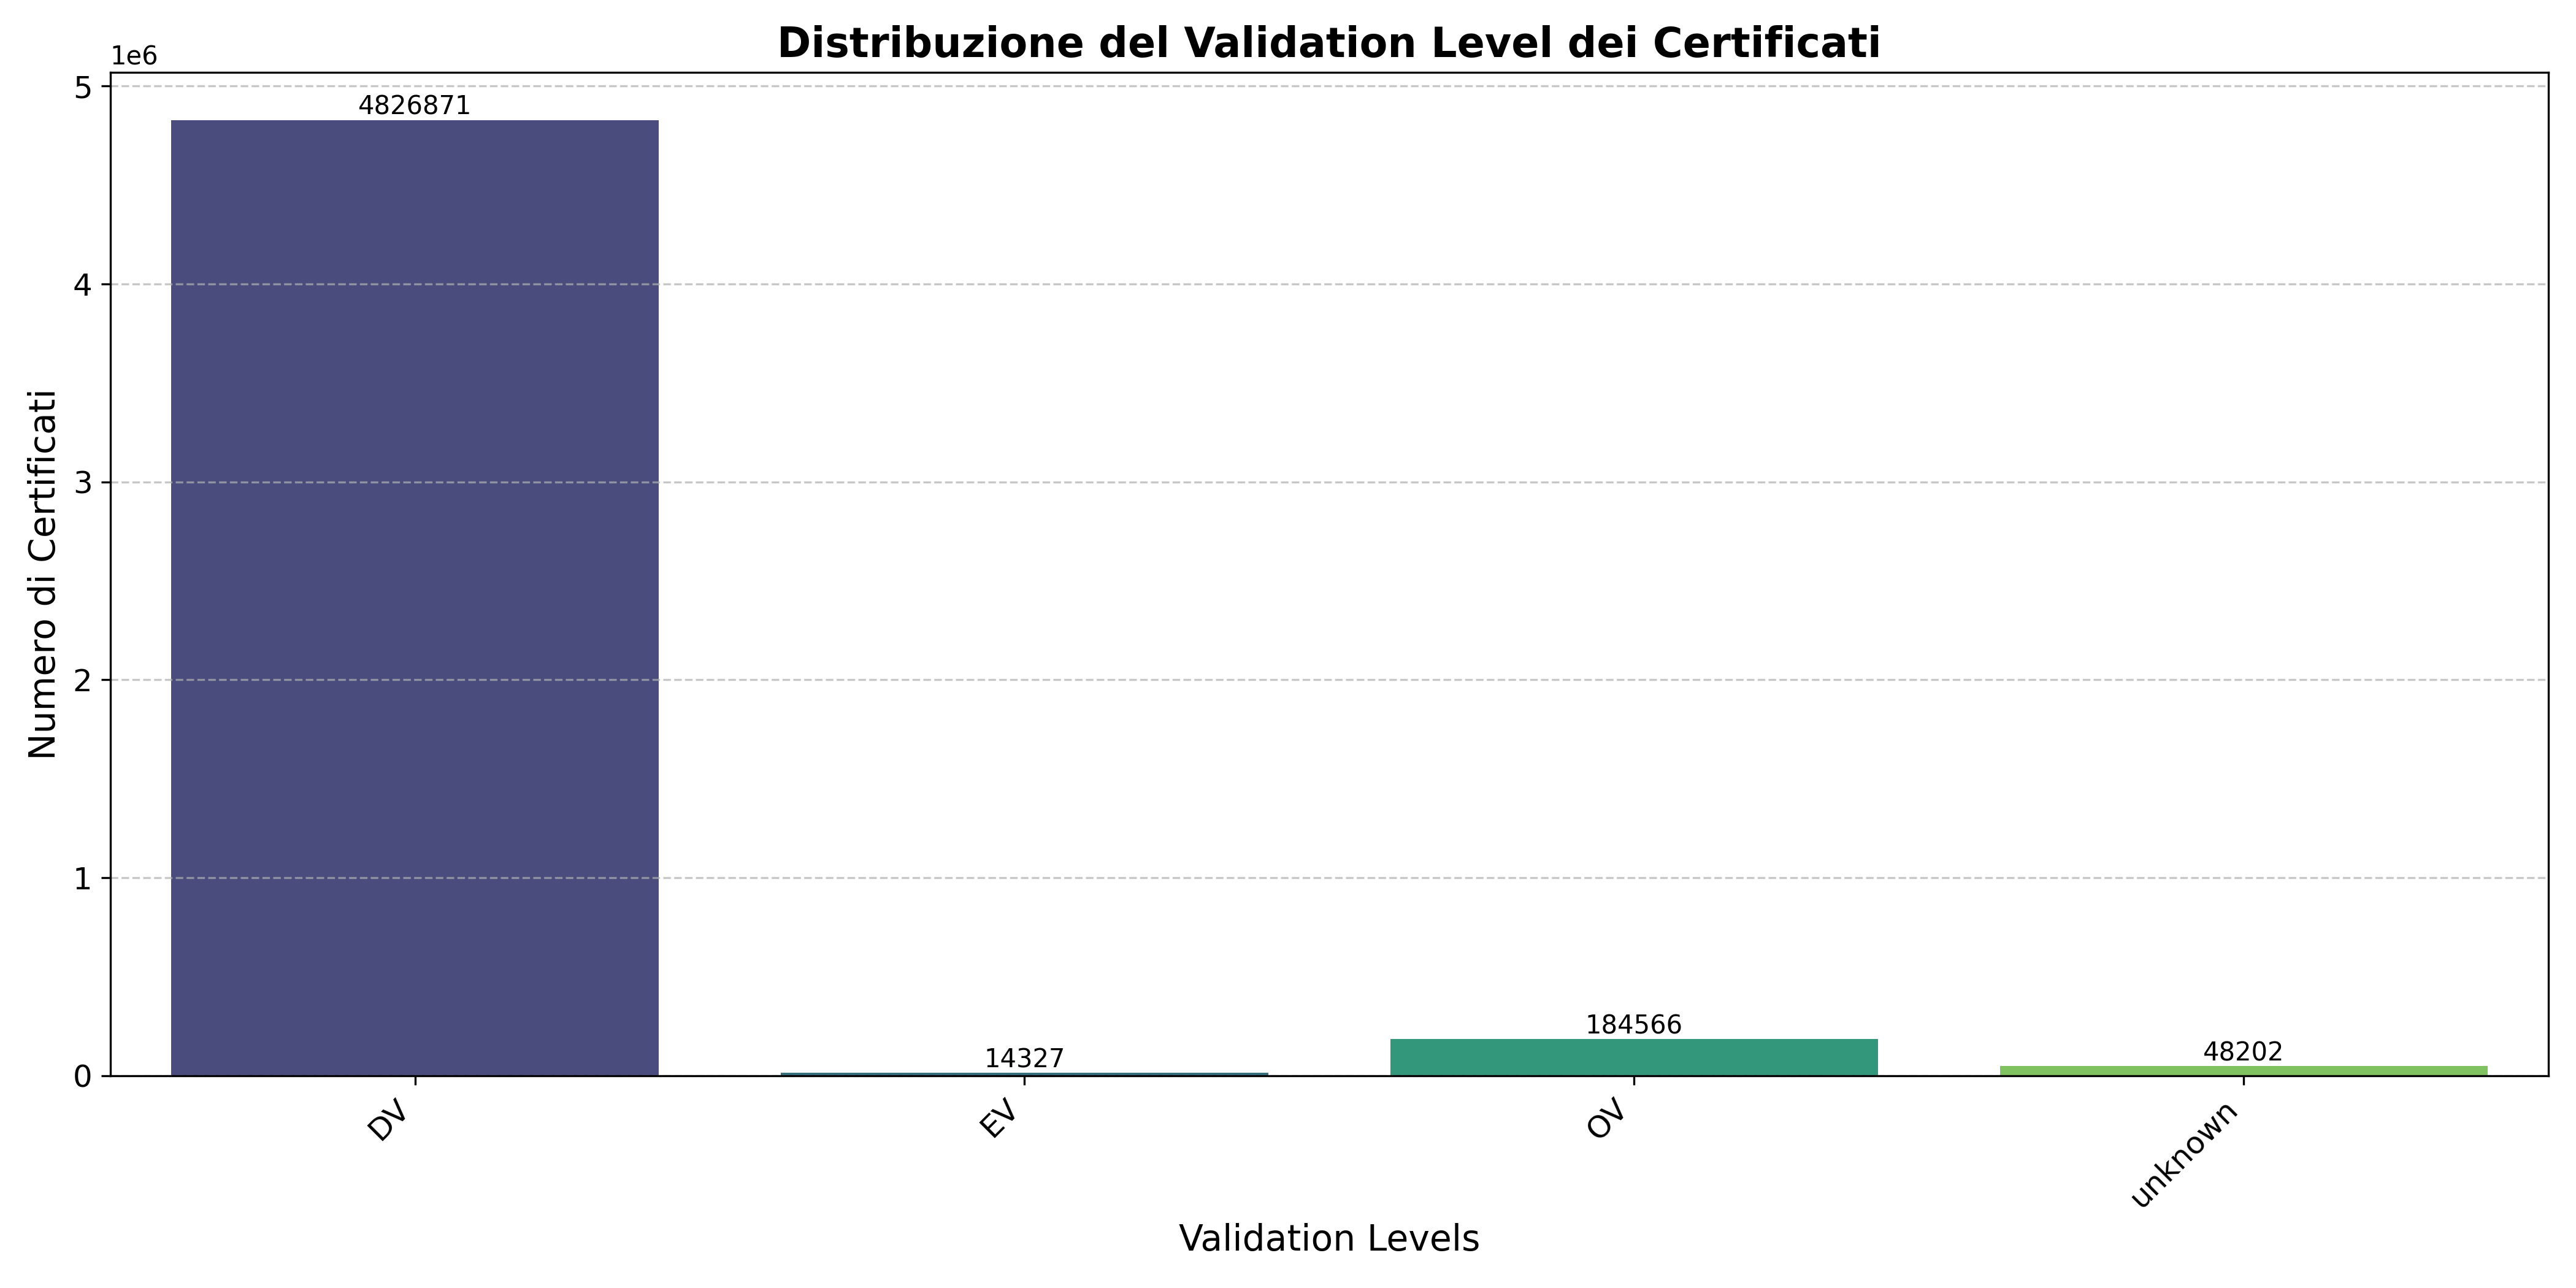 Distribuzione del Validation Level dei Certificati
1e6
5
4
3
2
1
0
Numero di Certificati
4826871
14327
184566
48202
DV
EV
OV
unknown
Validation Levels